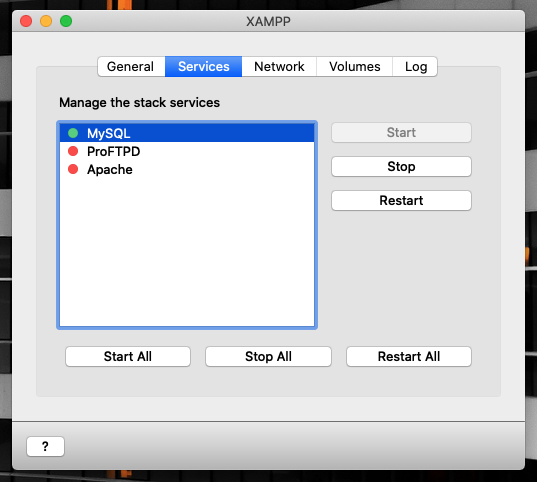 XAMPP
General Services Network Volumes Log
Manage the stack services
MySQL
ProFTPD
Apache
Start
Stop
Restart
Start All Stop All Restart All
?